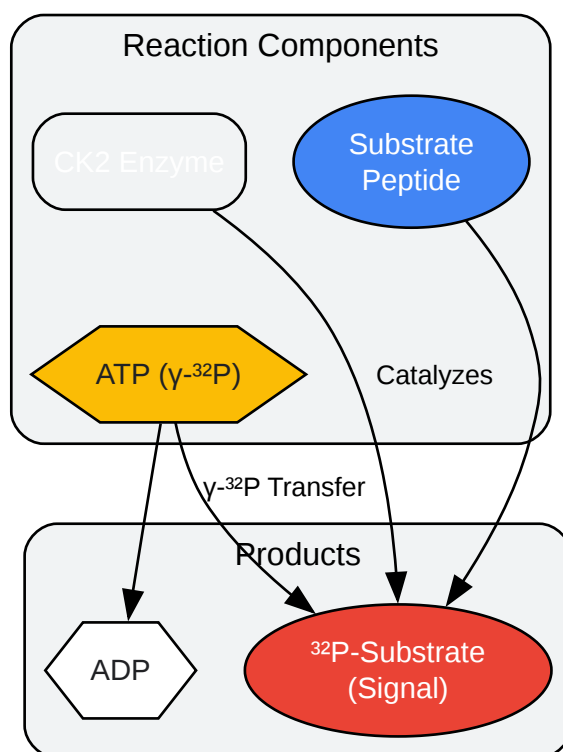 Reaction Components
CK2 Enzyme
Substrate
Peptide
ATP (γ-³²P)
Catalyzes
γ-³²P Transfer
Products
ADP
³²P-Substrate
(Signal)